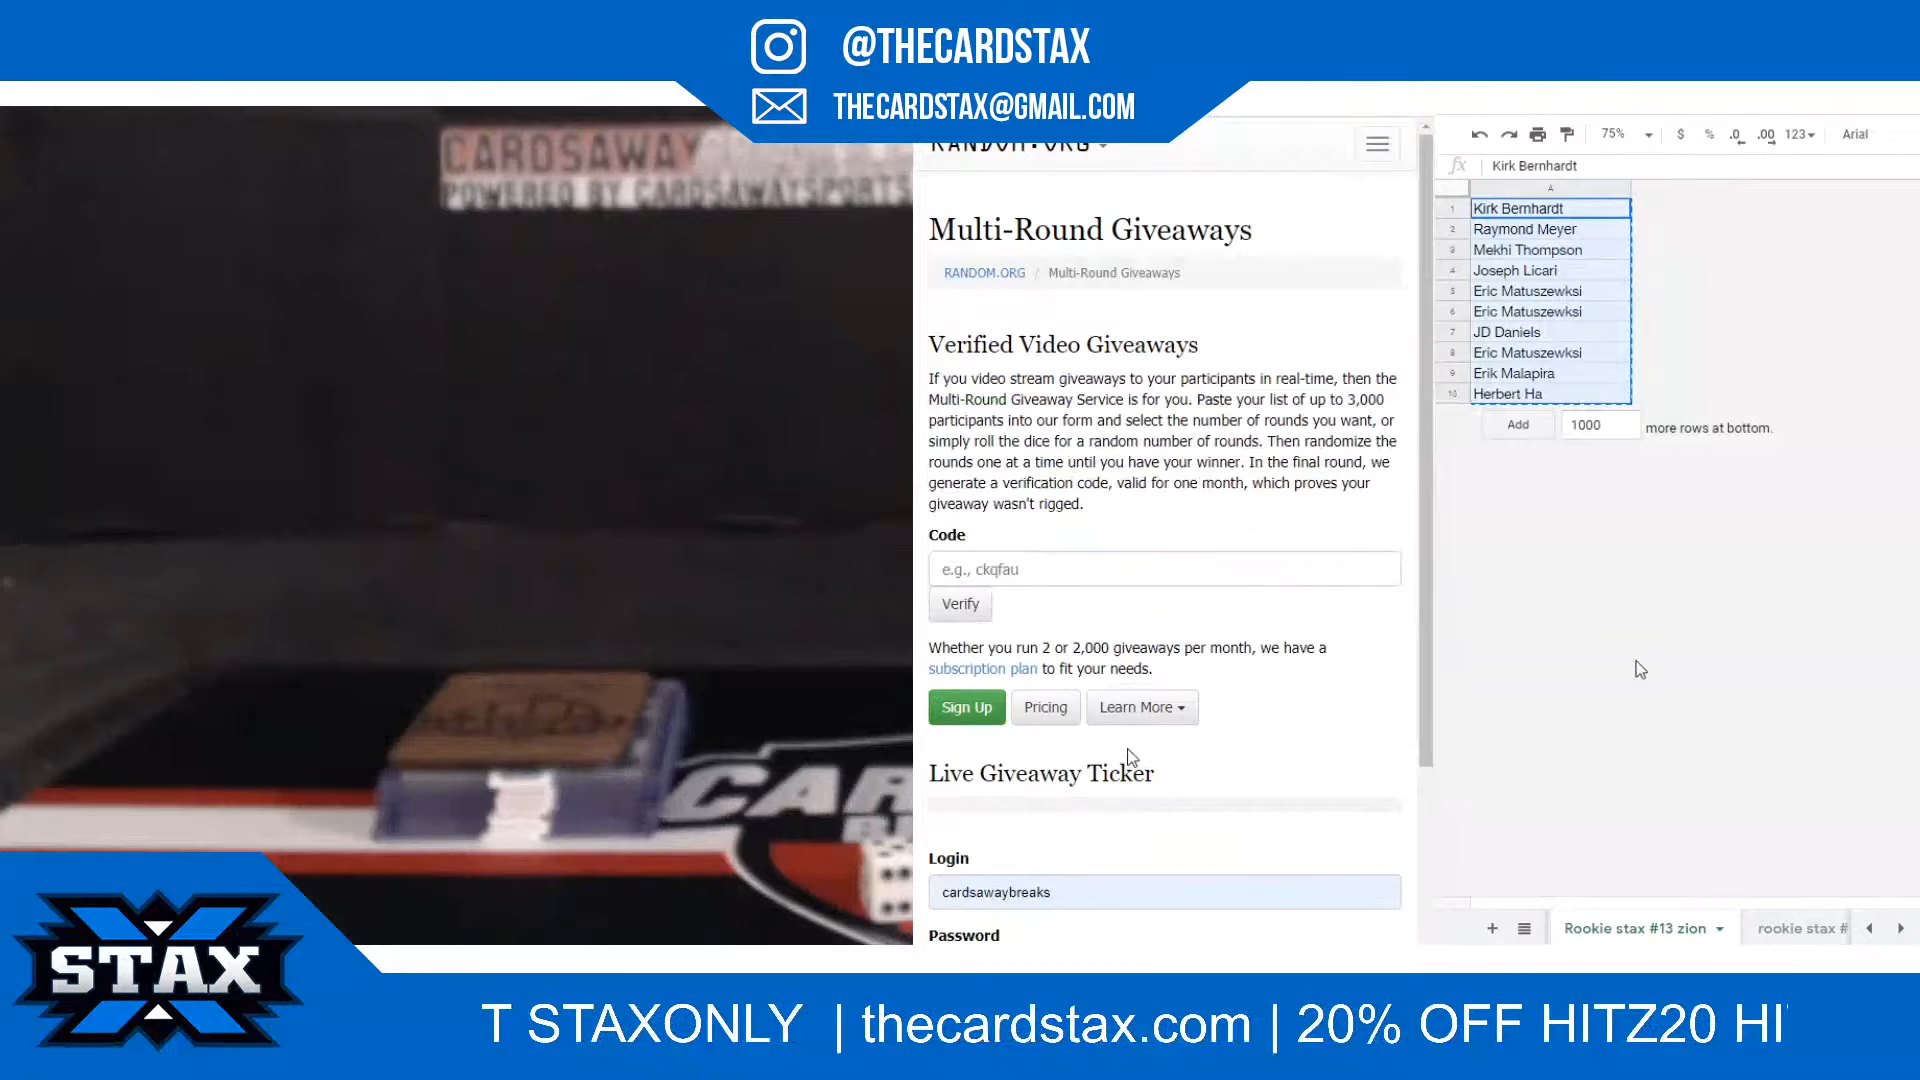 @THECARDSTAX
THECARDSTAX@GMAIL.COM
CARDSAWAY
POWERED BY CARDSAWAYSPORTS
RANDOM.ORG
Multi-Round Giveaways
RANDOM.ORG / Multi-Round Giveaways
Verified Video Giveaways
If you video stream giveaways to your participants in real-time, then the
Multi-Round Giveaway Service is for you. Paste your list of up to 3,000
participants into our form and select the number of rounds you want, or
simply roll the dice for a random number of rounds. Then randomize the
rounds one at a time until you have your winner. In the final round, we
generate a verification code, valid for one month, which proves your
giveaway wasn't rigged.
Code
e.g., ckqfau
Verify
Whether you run 2 or 2,000 giveaways per month, we have a
subscription plan to fit your needs.
Sign Up Pricing Learn More
Live Giveaway Ticker
Login
cardsawaybreaks
Password
75% $ % .0 .00 123 Arial
fx Kirk Bernhardt
A
1 Kirk Bernhardt
2 Raymond Meyer
3 Mekhi Thompson
4 Joseph Licari
5 Eric Matuszewksi
6 Eric Matuszewksi
7 JD Daniels
8 Eric Matuszewksi
9 Erik Malapira
10 Herbert Ha
Add 1000 more rows at bottom.
+ Rookie stax #13 zion rookie stax #
CAR
STAX
T STAXONLY | thecardstax.com | 20% OFF HITZ20 HI